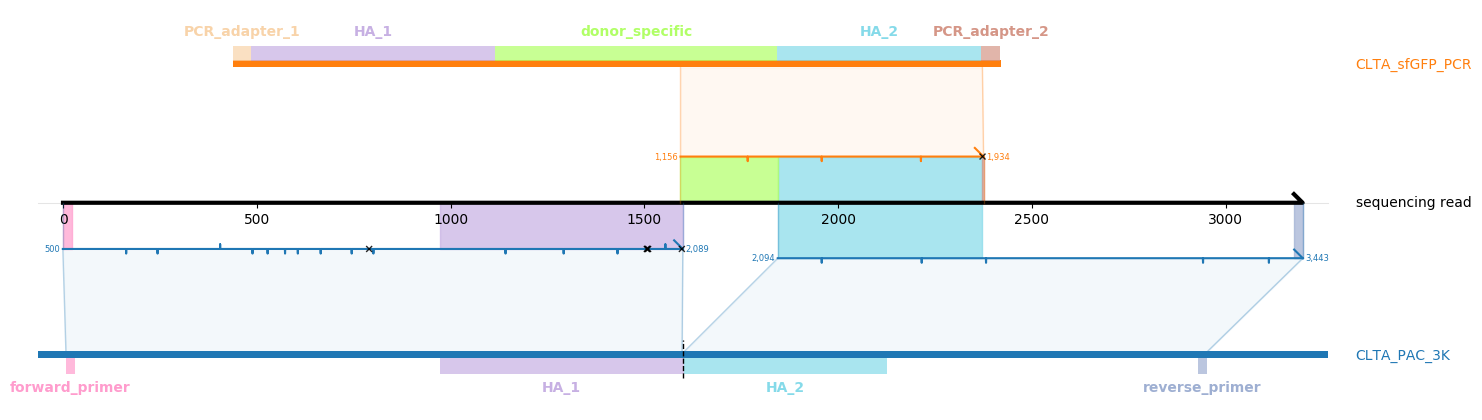 PCR_adapter_1 HA_1 donor_specific HA_2 PCR_adapter_2
CLTA_sfGFP_PCR
1,156 1,934
sequencing read
0 500 1000 1500 2000 2500 3000
500 2,089
2,094 3,443
CLTA_PAC_3K
forward_primer HA_1 HA_2 reverse_primer